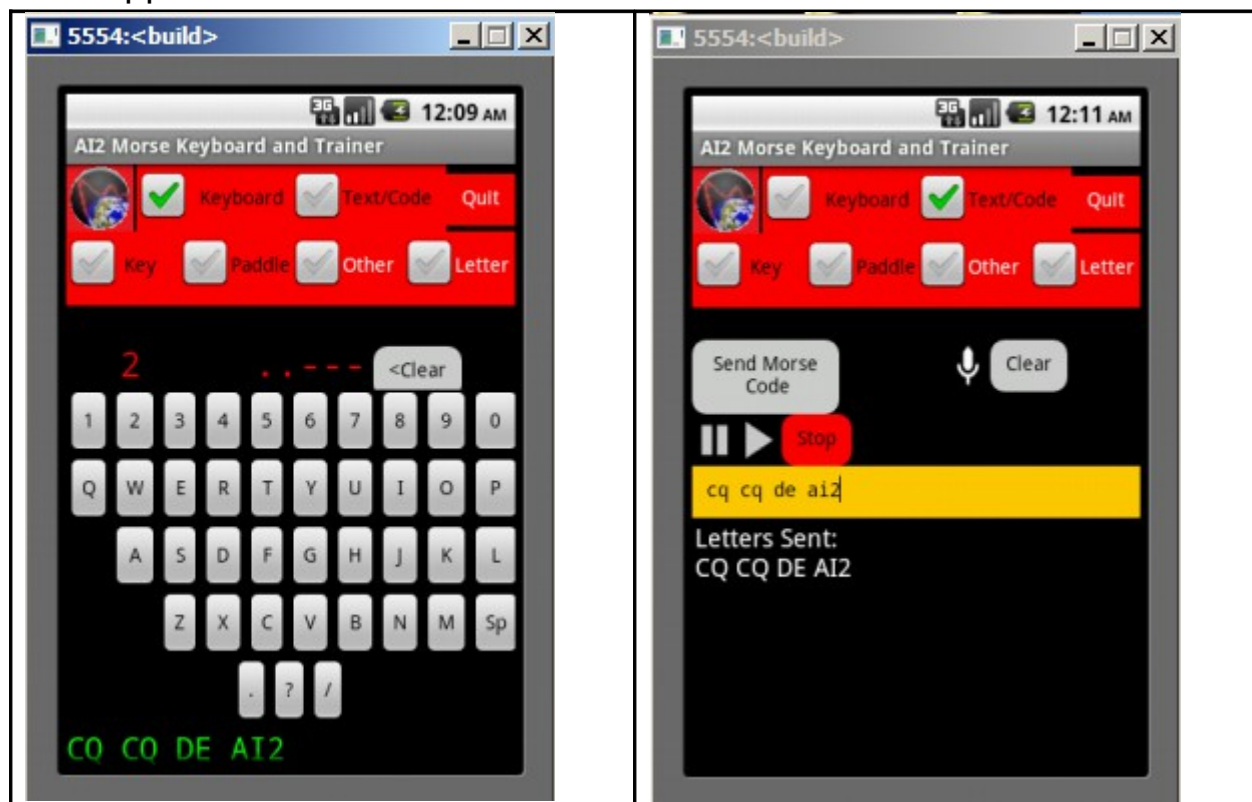 5554:<build>
12:09 AM
AI2 Morse Keyboard and Trainer
Keyboard Text/Code Quit
Key Paddle Other Letter
2 ..--- <Clear
1 2 3 4 5 6 7 8 9 0
Q W E R T Y U I O P
A S D F G H J K L
Z X C V B N M Sp
. ? /
CQ CQ DE AI2
5554:<build>
12:11 AM
AI2 Morse Keyboard and Trainer
Keyboard Text/Code Quit
Key Paddle Other Letter
Send Morse
Code
Clear
Stop
cq cq de ai2
Letters Sent:
CQ CQ DE AI2